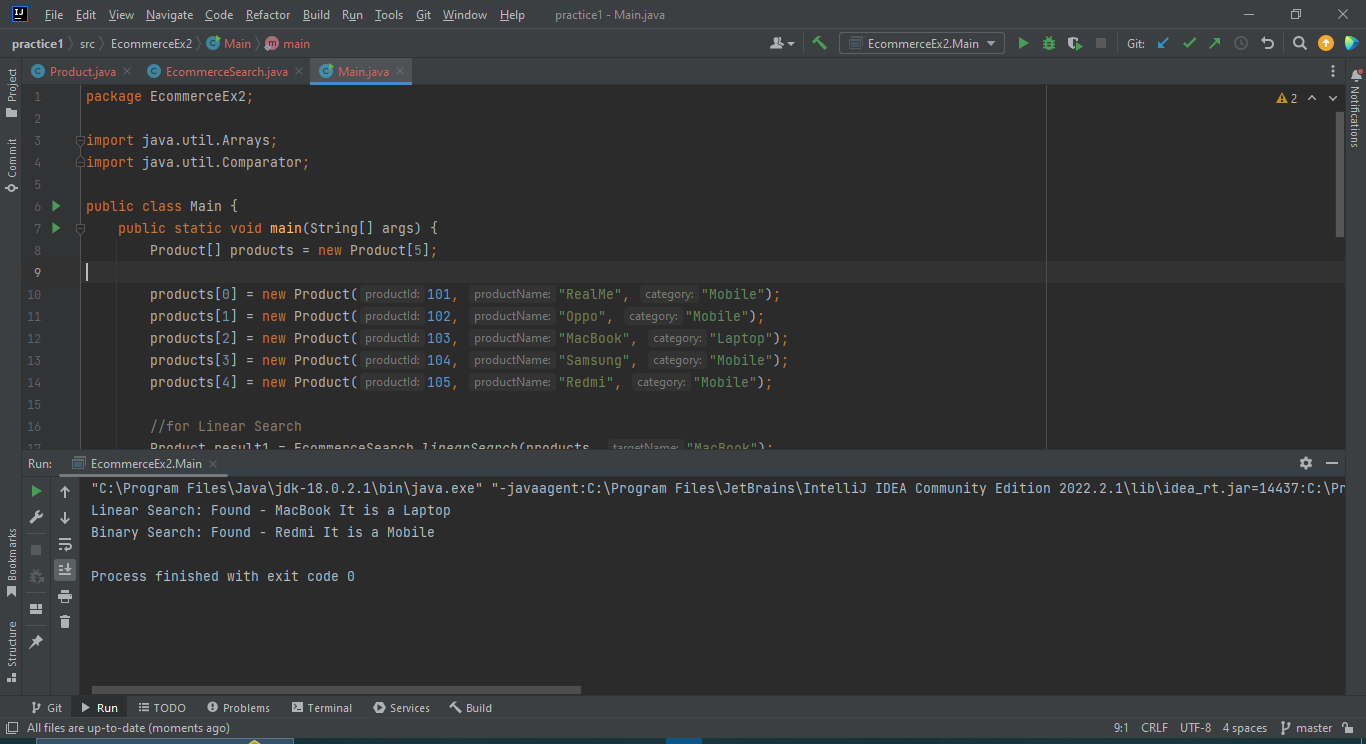 File Edit View Navigate Code Refactor Build Run Tools Git Window Help practice1 - Main.java
practice1 src EcommerceEx2 Main main EcommerceEx2.Main Git:
Product.java EcommerceSearch.java Main.java
Project
Commit
Bookmarks
Structure
Notifications
2
1 package EcommerceEx2;
2
3 import java.util.Arrays;
4 import java.util.Comparator;
5
6 public class Main {
7 public static void main(String[] args) {
8 Product[] products = new Product[5];
9
10 products[0] = new Product( productId: 101, productName: "RealMe", category: "Mobile");
11 products[1] = new Product( productId: 102, productName: "Oppo", category: "Mobile");
12 products[2] = new Product( productId: 103, productName: "MacBook", category: "Laptop");
13 products[3] = new Product( productId: 104, productName: "Samsung", category: "Mobile");
14 products[4] = new Product( productId: 105, productName: "Redmi", category: "Mobile");
15
16 //for Linear Search
17 Product result1 = EcommerceSearch.linearSearch(products, targetName: "MacBook");
Run: EcommerceEx2.Main
"C:\Program Files\Java\jdk-18.0.2.1\bin\java.exe" "-javaagent:C:\Program Files\JetBrains\IntelliJ IDEA Community Edition 2022.2.1\lib\idea_rt.jar=14437:C:\Pr
Linear Search: Found - MacBook It is a Laptop
Binary Search: Found - Redmi It is a Mobile
Process finished with exit code 0
Git Run TODO Problems Terminal Services Build
All files are up-to-date (moments ago) 9:1 CRLF UTF-8 4 spaces master